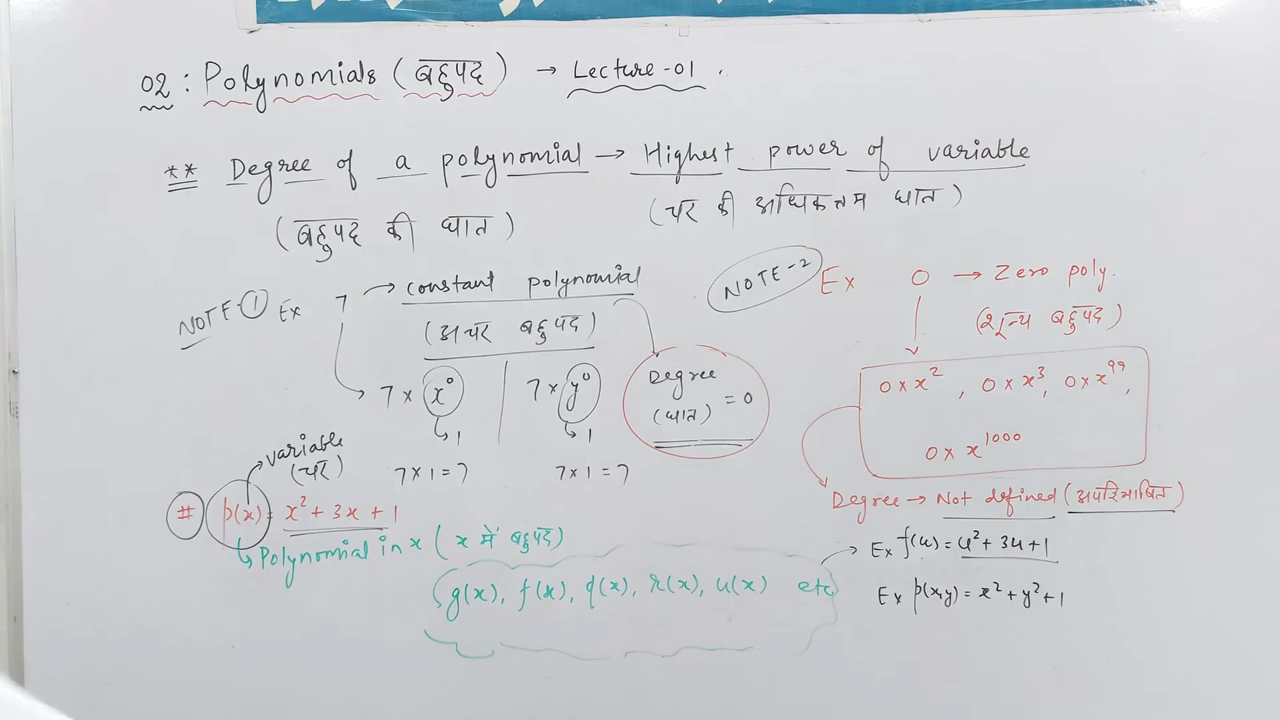 02 : Polynomials (बहुपद) → Lecture-01.
** Degree of a polynomial → Highest power of variable
(बहुपद की घात) (चर की अधिकतम घात)
NOTE-① Ex 7 → constant polynomial
(अचर बहुपद)
7 × x⁰ | 7 × y⁰
↳ 1 ↳ 1
7 × 1 = 7 7 × 1 = 7
Degree
(घात) = 0
NOTE-2 Ex 0 → Zero poly.
(शून्य बहुपद)
0 × x², 0 × x³, 0 × x⁹⁹,
0 × x¹⁰⁰⁰
Degree → Not defined (अपरिभाषित)
variable
(चर)
# p(x) = x² + 3x + 1
↳ Polynomial in x (x में बहुपद)
g(x), f(x), q(x), r(x), u(x) etc
Ex f(u) = u² + 3u + 1
Ex p(x,y) = x² + y² + 1